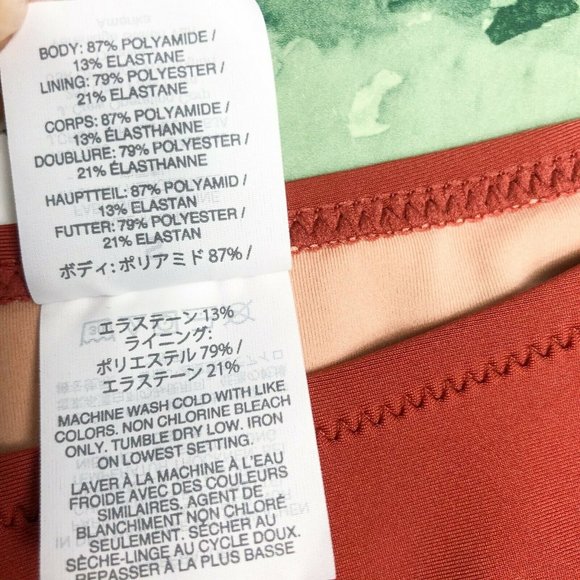 BODY: 87% POLYAMIDE /
13% ELASTANE
LINING: 79% POLYESTER /
21% ELASTANE
CORPS: 87% POLYAMIDE /
13% ÉLASTHANNE
DOUBLURE: 79% POLYESTER /
21% ÉLASTHANNE
HAUPTTEIL: 87% POLYAMID /
13% ELASTAN
FUTTER: 79% POLYESTER /
21% ELASTAN
ボディ: ポリアミド 87% /
エラステーン 13%
ライニング:
ポリエステル 79% /
エラステーン 21%
MACHINE WASH COLD WITH LIKE
COLORS. NON CHLORINE BLEACH
ONLY. TUMBLE DRY LOW. IRON
ON LOWEST SETTING.
LAVER À LA MACHINE À L'EAU
FROIDE AVEC DES COULEURS
SIMILAIRES. AGENT DE
BLANCHIMENT NON CHLORÉ
SEULEMENT. SÉCHER AU
SÈCHE-LINGE AU CYCLE DOUX.
REPASSER À LA PLUS BASSE